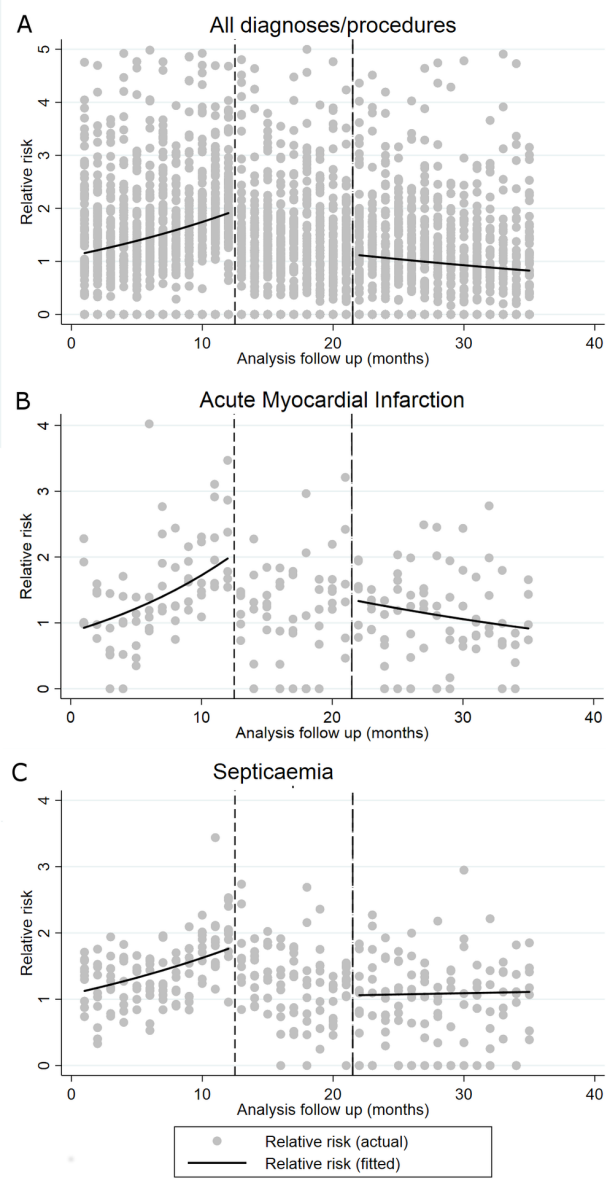 A
All diagnoses/procedures
5
4
3
2
1
0
Relative risk
0 10 20 30 40
Analysis follow up (months)
B
Acute Myocardial Infarction
4
3
2
1
0
Relative risk
0 10 20 30 40
Analysis follow up (months)
C
Septicaemia
4
3
2
1
0
Relative risk
0 10 20 30 40
Analysis follow up (months)
Relative risk (actual)
Relative risk (fitted)